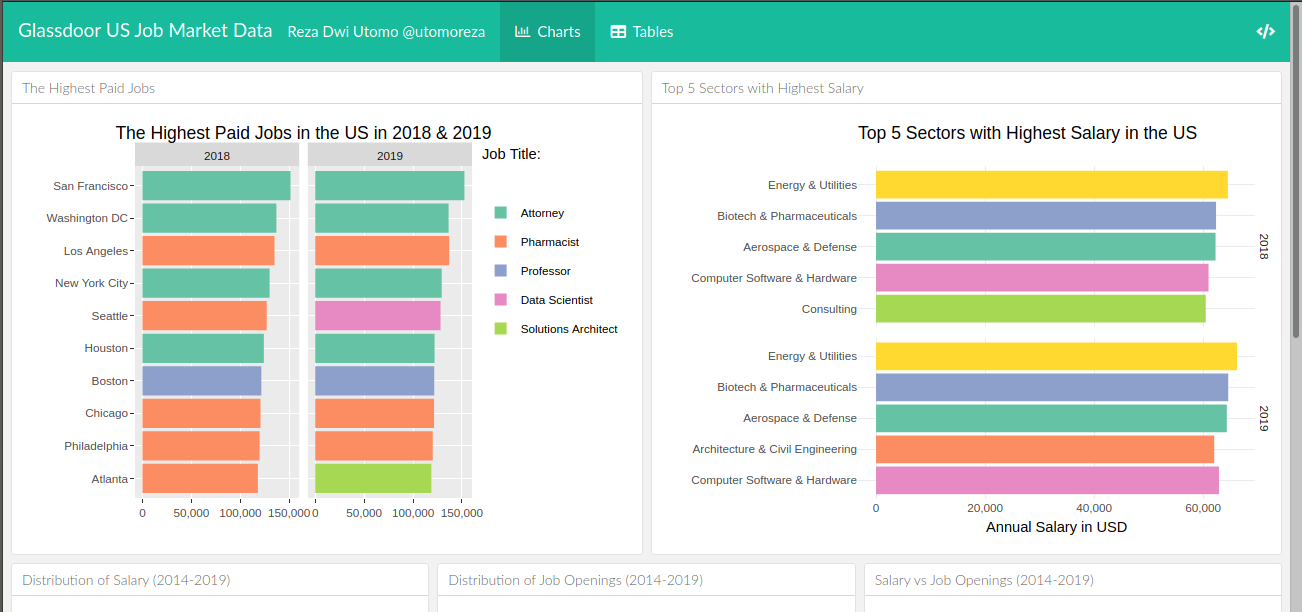 Glassdoor US Job Market Data Reza Dwi Utomo @utomoreza Charts Tables </>
The Highest Paid Jobs
The Highest Paid Jobs in the US in 2018 & 2019
2018 2019
Job Title:
San Francisco
Washington DC
Los Angeles
New York City
Seattle
Houston
Boston
Chicago
Philadelphia
Atlanta
0 50,000 100,000 150,000 0 50,000 100,000 150,000
Attorney
Pharmacist
Professor
Data Scientist
Solutions Architect
Top 5 Sectors with Highest Salary
Top 5 Sectors with Highest Salary in the US
Energy & Utilities
Biotech & Pharmaceuticals
Aerospace & Defense
Computer Software & Hardware
Consulting
2018
Energy & Utilities
Biotech & Pharmaceuticals
Aerospace & Defense
Architecture & Civil Engineering
Computer Software & Hardware
2019
0 20,000 40,000 60,000
Annual Salary in USD
Distribution of Salary (2014-2019)
Distribution of Job Openings (2014-2019)
Salary vs Job Openings (2014-2019)